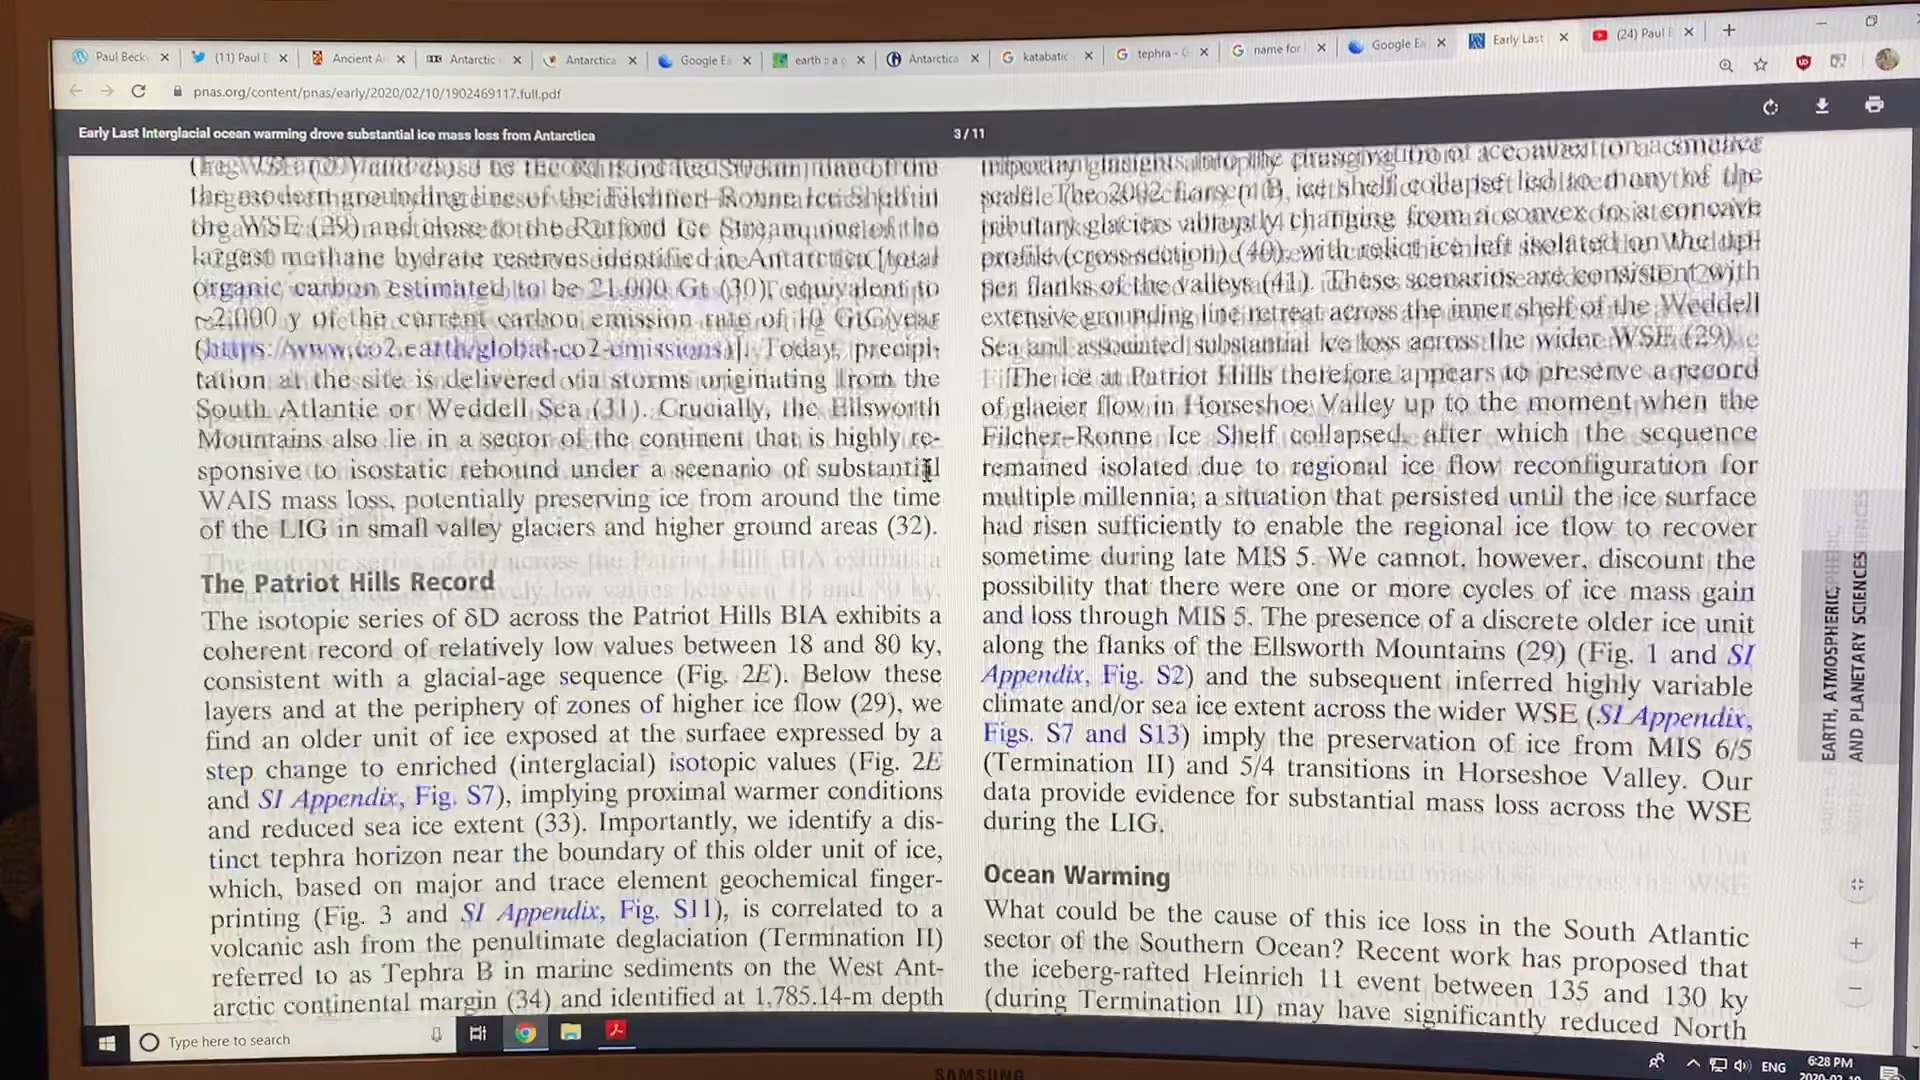 Paul Beck
(11) Paul
Ancient A
Antarctic
Antarctica
Google Ea
earth :: a
Antarctica
katabatic
tephra -
name for
Google Ea
Early Last
(24) Paul
pnas.org/content/pnas/early/2020/02/10/1902469117.full.pdf
Early Last Interglacial ocean warming drove substantial ice mass loss from Antarctica
3 / 11
the WSE (29) and close to the Rutford Ice Stream, one of the
largest methane hydrate reserves identified in Antarctica [total
organic carbon estimated to be 21,000 Gt (30), equivalent to
~2,000 y of the current carbon emission rate of 10 GtC/year
(https://www.co2.earth/global-co2-emissions)]. Today, precipi-
tation at the site is delivered via storms originating from the
South Atlantic or Weddell Sea (31). Crucially, the Ellsworth
Mountains also lie in a sector of the continent that is highly re-
sponsive to isostatic rebound under a scenario of substantial
WAIS mass loss, potentially preserving ice from around the time
of the LIG in small valley glaciers and higher ground areas (32).
The Patriot Hills Record
The isotopic series of δD across the Patriot Hills BIA exhibits a
coherent record of relatively low values between 18 and 80 ky,
consistent with a glacial-age sequence (Fig. 2E). Below these
layers and at the periphery of zones of higher ice flow (29), we
find an older unit of ice exposed at the surface expressed by a
step change to enriched (interglacial) isotopic values (Fig. 2E
and SI Appendix, Fig. S7), implying proximal warmer conditions
and reduced sea ice extent (33). Importantly, we identify a dis-
tinct tephra horizon near the boundary of this older unit of ice,
which, based on major and trace element geochemical finger-
printing (Fig. 3 and SI Appendix, Fig. S11), is correlated to a
volcanic ash from the penultimate deglaciation (Termination II)
referred to as Tephra B in marine sediments on the West Ant-
arctic continental margin (34) and identified at 1,785.14-m depth
extensive grounding line retreat across the inner shelf of the Weddell
Sea and associated substantial ice loss across the wider WSE (29).
The ice at Patriot Hills therefore appears to preserve a record
of glacier flow in Horseshoe Valley up to the moment when the
Filcher–Ronne Ice Shelf collapsed, after which the sequence
remained isolated due to regional ice flow reconfiguration for
multiple millennia; a situation that persisted until the ice surface
had risen sufficiently to enable the regional ice flow to recover
sometime during late MIS 5. We cannot, however, discount the
possibility that there were one or more cycles of ice mass gain
and loss through MIS 5. The presence of a discrete older ice unit
along the flanks of the Ellsworth Mountains (29) (Fig. 1 and SI
Appendix, Fig. S2) and the subsequent inferred highly variable
climate and/or sea ice extent across the wider WSE (SI Appendix,
Figs. S7 and S13) imply the preservation of ice from MIS 6/5
(Termination II) and 5/4 transitions in Horseshoe Valley. Our
data provide evidence for substantial mass loss across the WSE
during the LIG.
Ocean Warming
What could be the cause of this ice loss in the South Atlantic
sector of the Southern Ocean? Recent work has proposed that
the iceberg-rafted Heinrich 11 event between 135 and 130 ky
(during Termination II) may have significantly reduced North
EARTH, ATMOSPHERIC,
AND PLANETARY SCIENCES
Type here to search
ENG
6:28 PM
SAMSUNG